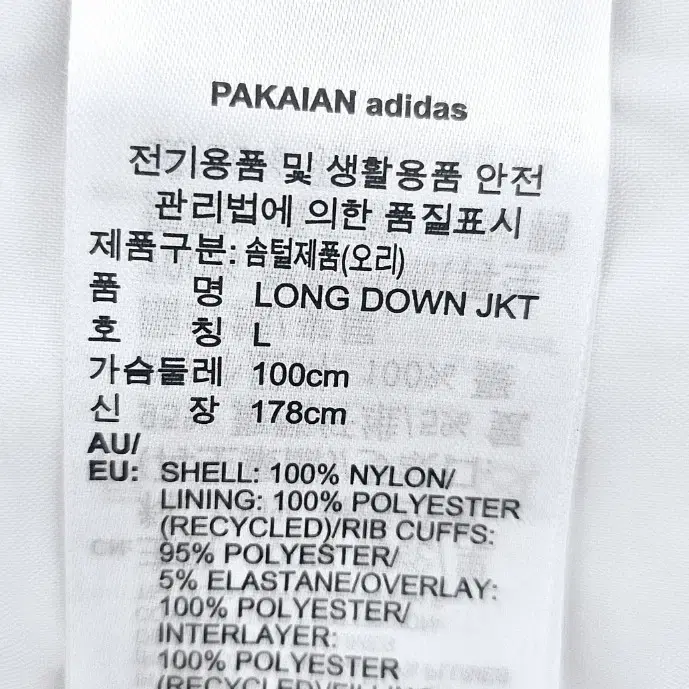 PAKAIAN adidas
전기용품 및 생활용품 안전
관리법에 의한 품질표시
제품구분: 솜털제품(오리)
품 명 LONG DOWN JKT
호 칭 L
가슴둘레 100cm
신 장 178cm
AU/
EU: SHELL: 100% NYLON/
LINING: 100% POLYESTER
(RECYCLED)/RIB CUFFS:
95% POLYESTER/
5% ELASTANE/OVERLAY:
100% POLYESTER/
INTERLAYER:
100% POLYESTER